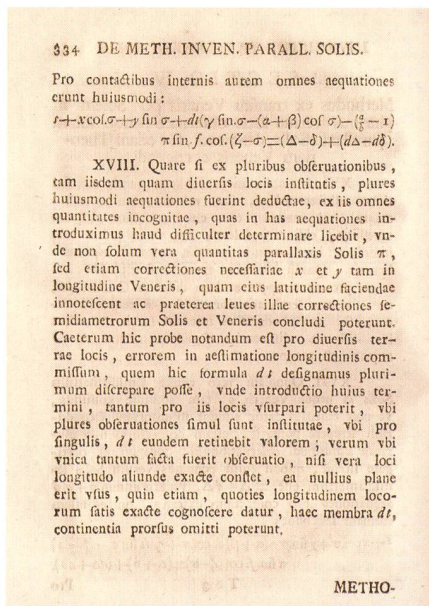 334 DE METH. INVEN. PARALL. SOLIS.
Pro contactibus internis autem omnes aequationes
erunt huiusmodi:
s+xcoſ.σ+y ſin σ+dt(γ ſin.σ−(α+β) coſ σ)−(a/b − 1)
π ſin. f. coſ.(ζ−σ)=(Δ−δ)+(dΔ−dδ).
XVIII. Quare ſi ex pluribus obſeruationibus,
tam iisdem quam diuerſis locis inſtitutis, plures
huiusmodi aequationes fuerint deductae, ex iis omnes
quantitates incognitae, quas in has aequationes in-
troduximus haud difficulter determinare licebit, vn-
de non ſolum vera quantitas parallaxis Solis π,
ſed etiam correctiones neceſſariae x et y tam in
longitudine Veneris, quam eius latitudine faciendae
innoteſcent ac praeterea leues illae correctiones ſe-
midiametrorum Solis et Veneris concludi poterunt.
Caeterum hic probe notandum eſt pro diuerſis ter-
rae locis, errorem in aeſtimatione longitudinis com-
miſſum, quem hic formula dt deſignamus pluri-
mum diſcrepare poſſe, vnde introductio huius ter-
mini, tantum pro iis locis vſurpari poterit, vbi
plures obſeruationes ſimul ſunt inſtitutae, vbi pro
ſingulis, dt eundem retinebit valorem; verum vbi
vnica tantum facta fuerit obſeruatio, niſi vera loci
longitudo aliunde exacte conſtet, ea nullius plane
erit vſus, quin etiam, quoties longitudinem loco-
rum ſatis exacte cognoſcere datur, haec membra dt,
continentia prorſus omitti poterunt.
METHO-